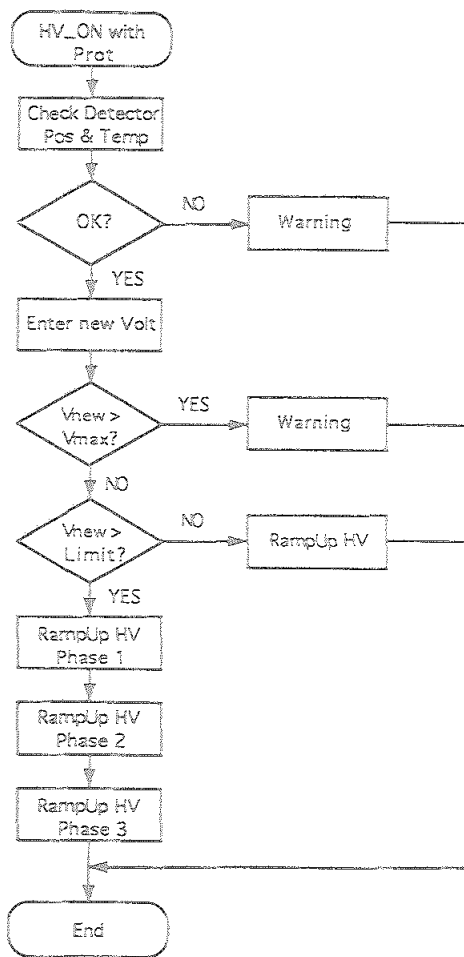 HV_ON with
Prot
Check Detector
Pos & Temp
OK?
NO
Warning
YES
Enter new Volt
Vnew >
Vmax?
YES
Warning
NO
Vnew >
Limit?
NO
RampUp HV
YES
RampUp HV
Phase 1
RampUp HV
Phase 2
RampUp HV
Phase 3
End